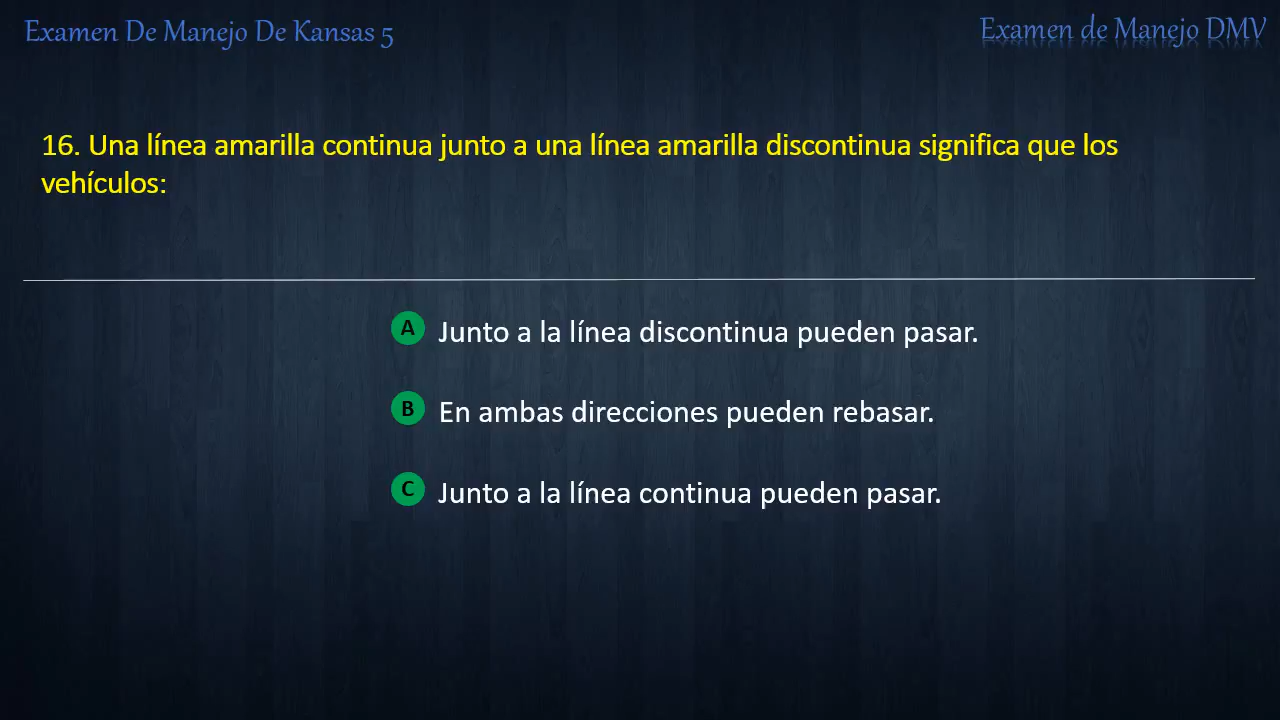 Examen De Manejo De Kansas 5
Examen de Manejo DMV
16. Una línea amarilla continua junto a una línea amarilla discontinua significa que los
vehículos:
A Junto a la línea discontinua pueden pasar.
B En ambas direcciones pueden rebasar.
C Junto a la línea continua pueden pasar.